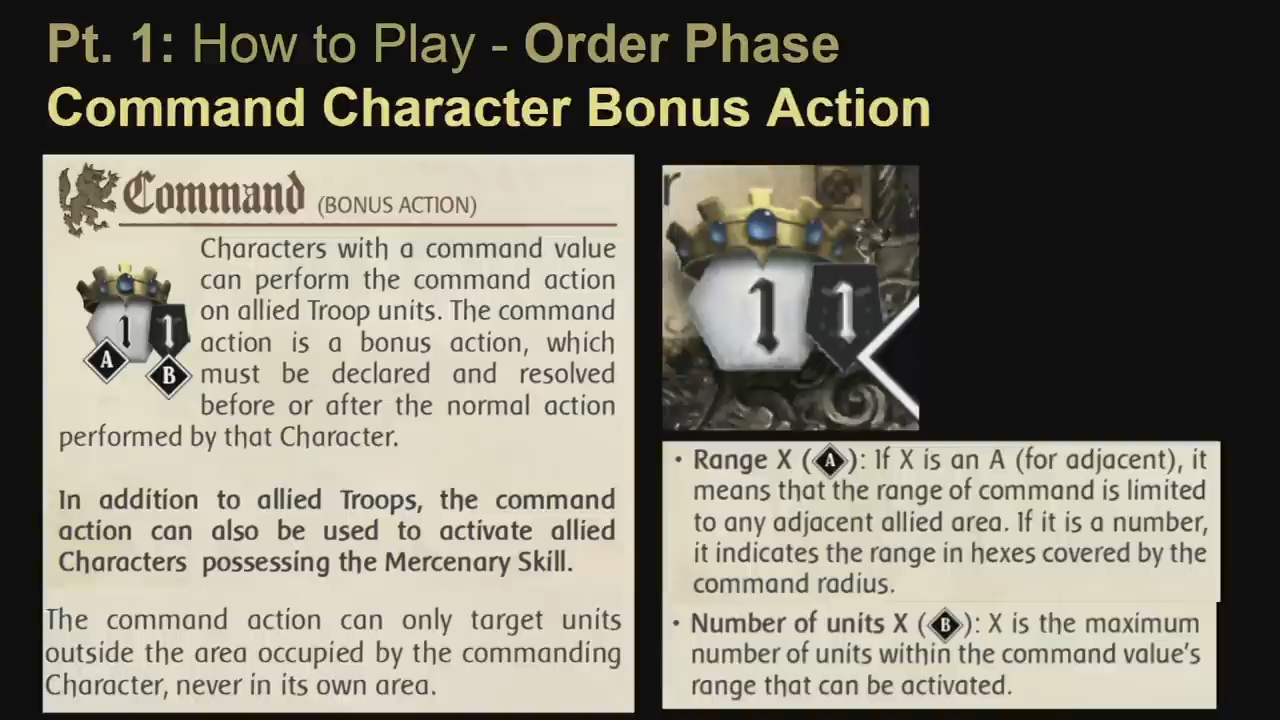 Pt. 1: How to Play - Order Phase
Command Character Bonus Action
Command (BONUS ACTION)
Characters with a command value
can perform the command action
on allied Troop units. The command
action is a bonus action, which
must be declared and resolved
before or after the normal action
performed by that Character.
1 1
A
B
In addition to allied Troops, the command
action can also be used to activate allied
Characters possessing the Mercenary Skill.
The command action can only target units
outside the area occupied by the commanding
Character, never in its own area.
r
1 1
• Range X (A): If X is an A (for adjacent), it
means that the range of command is limited
to any adjacent allied area. If it is a number,
it indicates the range in hexes covered by the
command radius.
• Number of units X (B): X is the maximum
number of units within the command value's
range that can be activated.